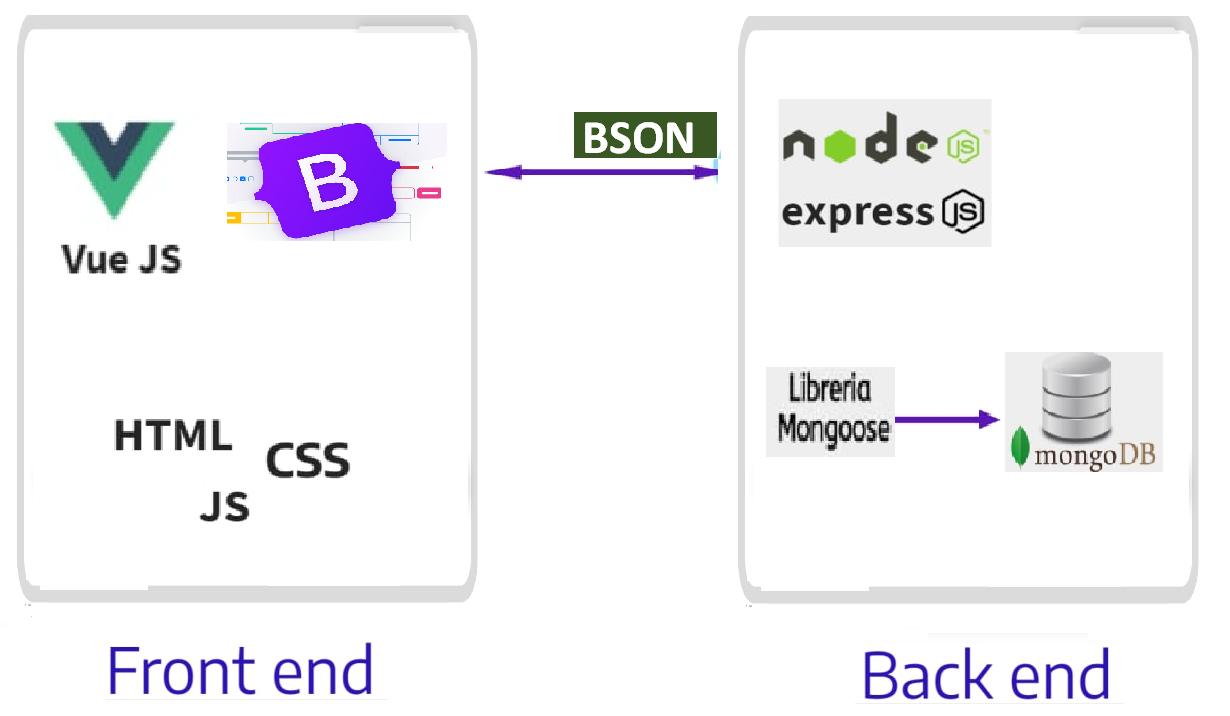 Vue JS
B
HTML
CSS
JS
Front end
BSON
node JS
express JS
Libreria
Mongoose
mongoDB
Back end